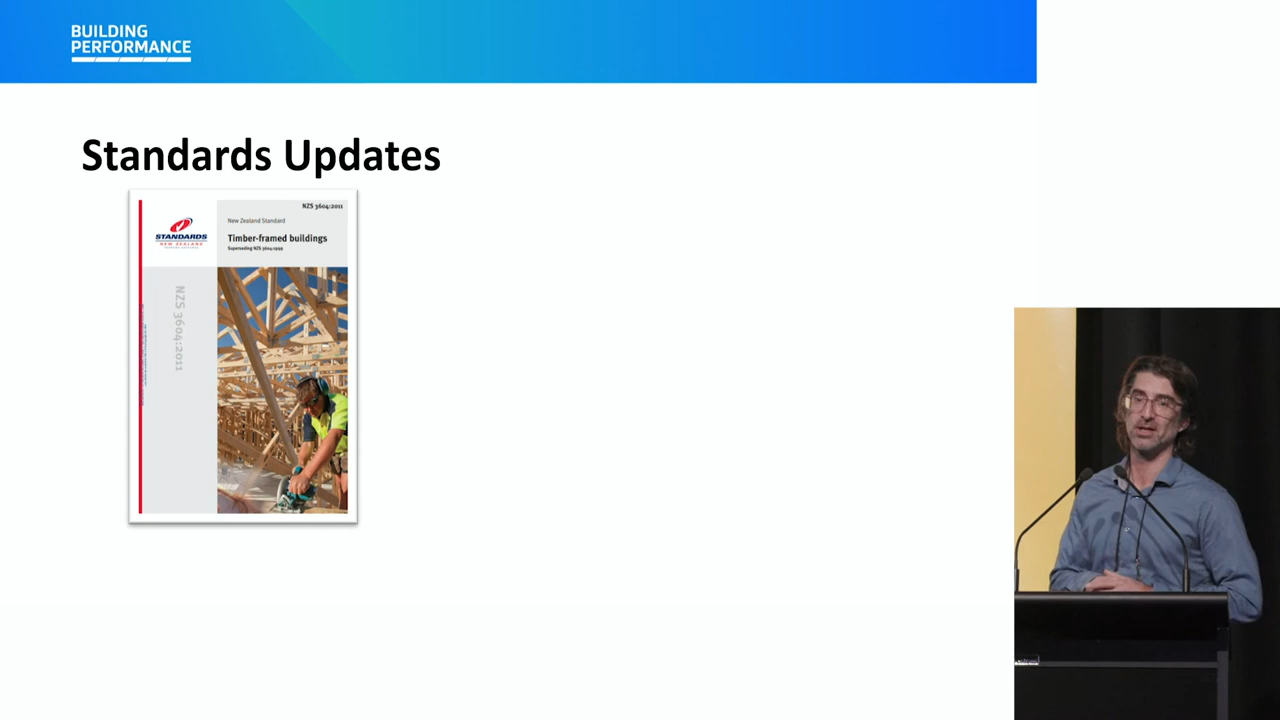 BUILDING
PERFORMANCE
Standards Updates
NZS 3604:2011
New Zealand Standard
STANDARDS
NEW ZEALAND
Timber-framed buildings
Superseding NZS 3604:1999
NZS 3604:2011